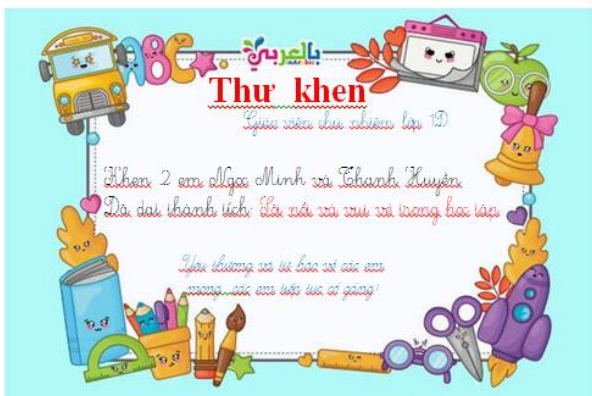 ABC
بالعربي
Thư khen
Giáo viên chủ nhiệm lớp 1D
Khen 2 em Ngọc Minh và Thanh Huyền
Đã đạt thành tích: Sôi nổi và vui vẻ trong học tập
Yêu thương và tự hào về các em
mong các em tiếp tục cố gắng!